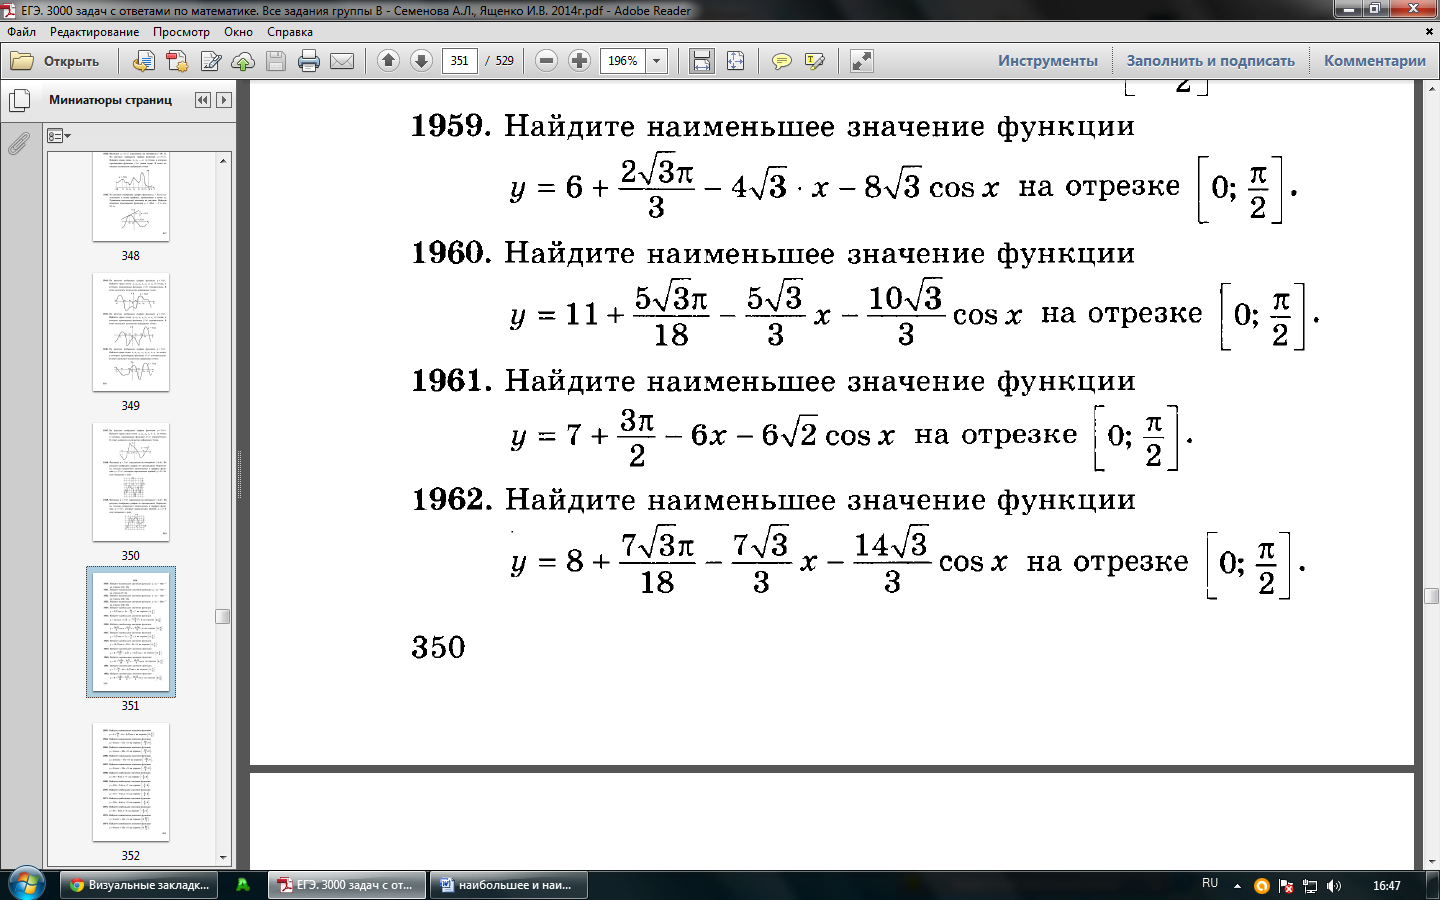 ЕГЭ. 3000 задач с ответами по математике. Все задания группы В - Семенова А.Л., Ященко И.В. 2014г.pdf - Adobe Reader
Файл Редактирование Просмотр Окно Справка
Открыть 351 / 529 196% Инструменты Заполнить и подписать Комментарии
Миниатюры страниц
348
349
350
351
352
1959. Найдите наименьшее значение функции
y = 6 + 2√3π/3 − 4√3 · x − 8√3 cos x на отрезке [0; π/2].
1960. Найдите наименьшее значение функции
y = 11 + 5√3π/18 − 5√3/3 x − 10√3/3 cos x на отрезке [0; π/2].
1961. Найдите наименьшее значение функции
y = 7 + 3π/2 − 6x − 6√2 cos x на отрезке [0; π/2].
1962. Найдите наименьшее значение функции
y = 8 + 7√3π/18 − 7√3/3 x − 14√3/3 cos x на отрезке [0; π/2].
350
Визуальные закладк... ЕГЭ. 3000 задач с от... наибольшее и наи... RU 16:47